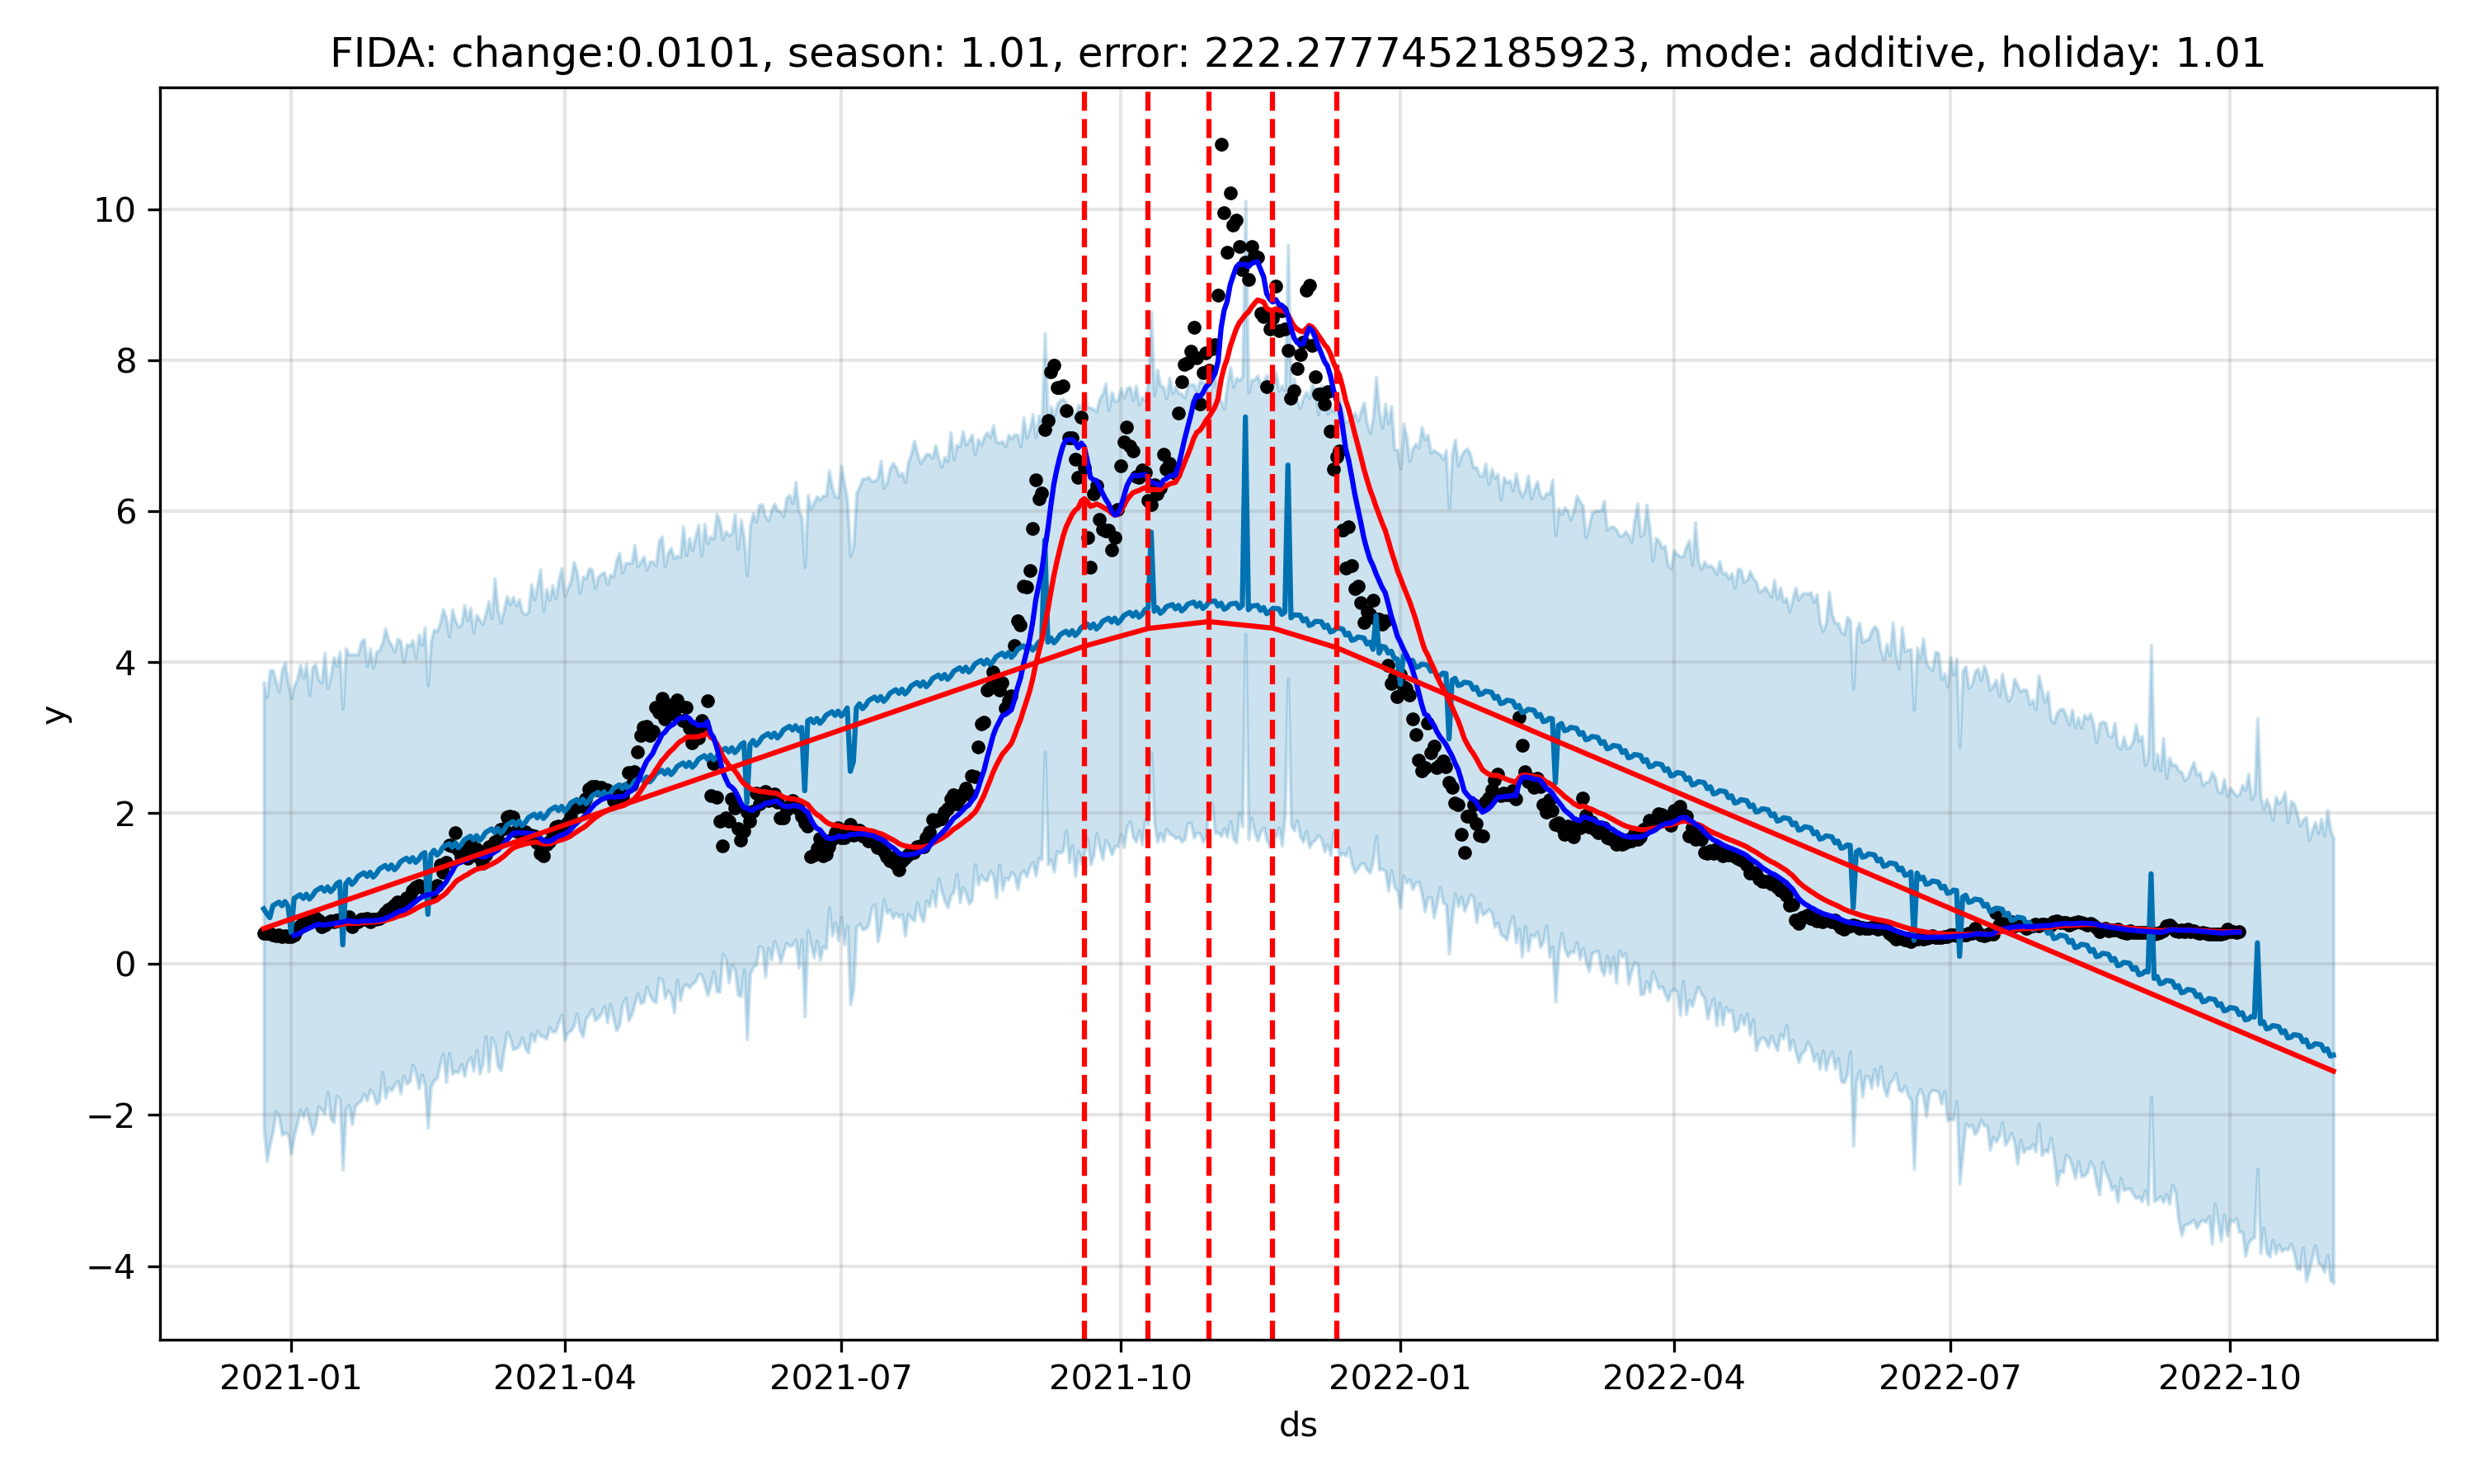 FIDA: change:0.0101, season: 1.01, error: 222.2777452185923, mode: additive, holiday: 1.01
10
8
6
4
2
0
−2
−4
y
2021-01 2021-04 2021-07 2021-10 2022-01 2022-04 2022-07 2022-10
ds